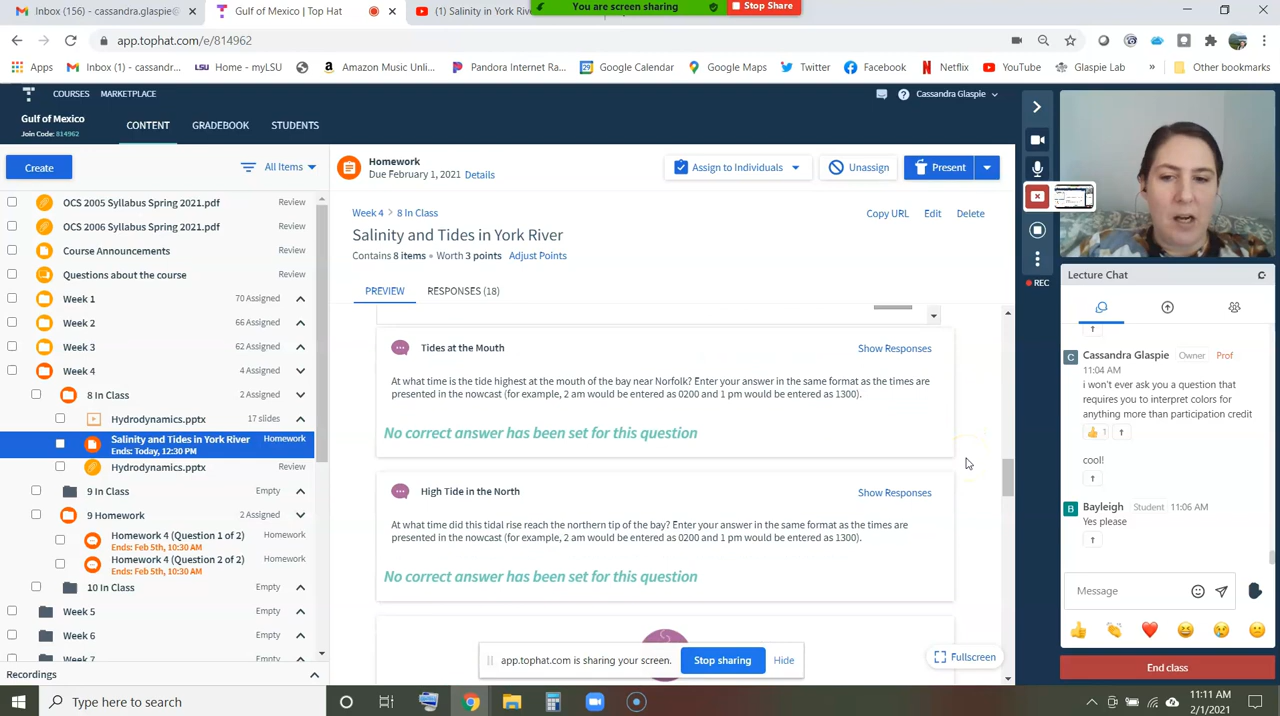 Inbox (156) - cassandra.glaspie@
Gulf of Mexico | Top Hat
(1) Salinity in York River
You are screen sharing
Stop Share
app.tophat.com/e/814962
Apps
Inbox (1) - cassandr...
LSU Home - myLSU
Amazon Music Unli...
Pandora Internet Ra...
Google Calendar
Google Maps
Twitter
Facebook
Netflix
YouTube
Glaspie Lab
»
Other bookmarks
COURSES
MARKETPLACE
Cassandra Glaspie
Gulf of Mexico
Join Code: 814962
CONTENT
GRADEBOOK
STUDENTS
Create
All Items
OCS 2005 Syllabus Spring 2021.pdf
Review
OCS 2006 Syllabus Spring 2021.pdf
Review
Course Announcements
Review
Questions about the course
Review
Week 1
70 Assigned
Week 2
66 Assigned
Week 3
62 Assigned
Week 4
4 Assigned
8 In Class
2 Assigned
Hydrodynamics.pptx
17 slides
Salinity and Tides in York River
Homework
Ends: Today, 12:30 PM
Hydrodynamics.pptx
Review
9 In Class
Empty
9 Homework
2 Assigned
Homework 4 (Question 1 of 2)
Homework
Ends: Feb 5th, 10:30 AM
Homework 4 (Question 2 of 2)
Homework
Ends: Feb 5th, 10:30 AM
10 In Class
Empty
Week 5
Empty
Week 6
Empty
Week 7
Empty
Recordings
Homework
Due February 1, 2021 Details
Assign to Individuals
Unassign
Present
Week 4 > 8 In Class
Copy URL
Edit
Delete
Salinity and Tides in York River
Contains 8 items • Worth 3 points Adjust Points
PREVIEW
RESPONSES (18)
Tides at the Mouth
Show Responses
At what time is the tide highest at the mouth of the bay near Norfolk? Enter your answer in the same format as the times are
presented in the nowcast (for example, 2 am would be entered as 0200 and 1 pm would be entered as 1300).
No correct answer has been set for this question
High Tide in the North
Show Responses
At what time did this tidal rise reach the northern tip of the bay? Enter your answer in the same format as the times are
presented in the nowcast (for example, 2 am would be entered as 0200 and 1 pm would be entered as 1300).
No correct answer has been set for this question
app.tophat.com is sharing your screen.
Stop sharing
Hide
Fullscreen
REC
Lecture Chat
C
Cassandra Glaspie Owner Prof
11:04 AM
i won't ever ask you a question that
requires you to interpret colors for
anything more than participation credit
1
cool!
B
Bayleigh Student 11:06 AM
Yes please
Message
End class
Type here to search
11:11 AM
2/1/2021